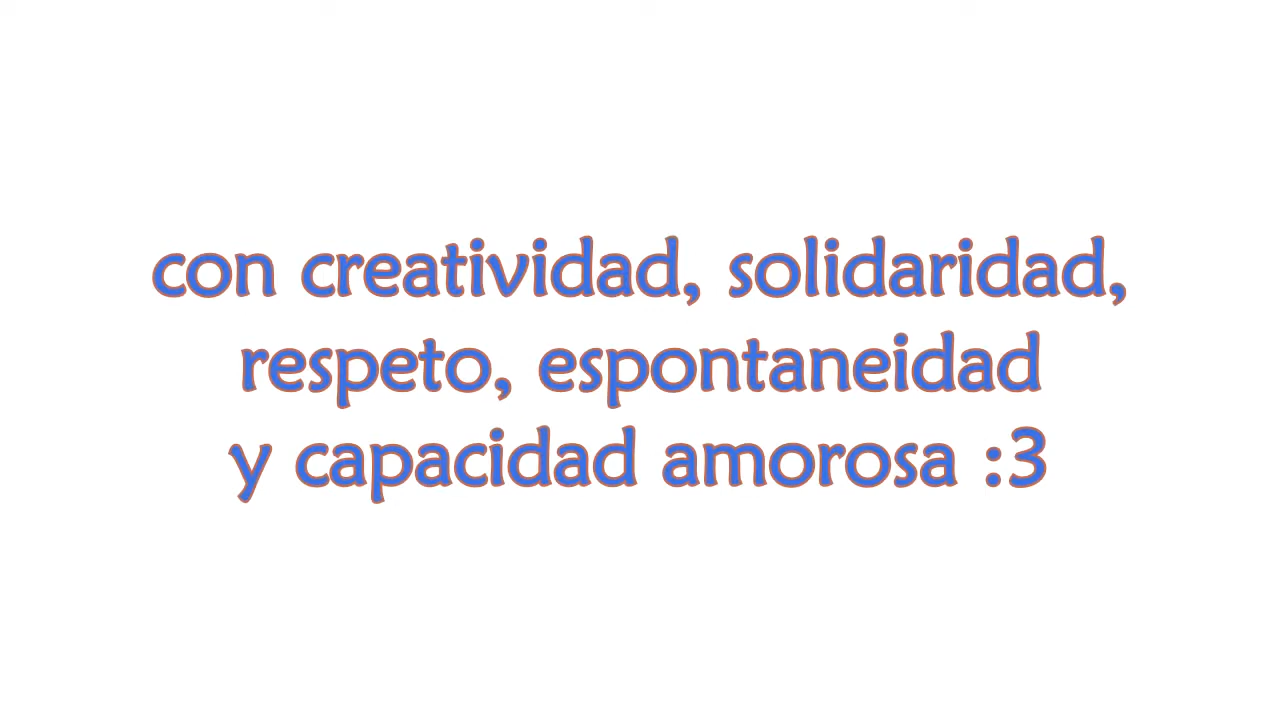 con creatividad, solidaridad,
respeto, espontaneidad
y capacidad amorosa :3